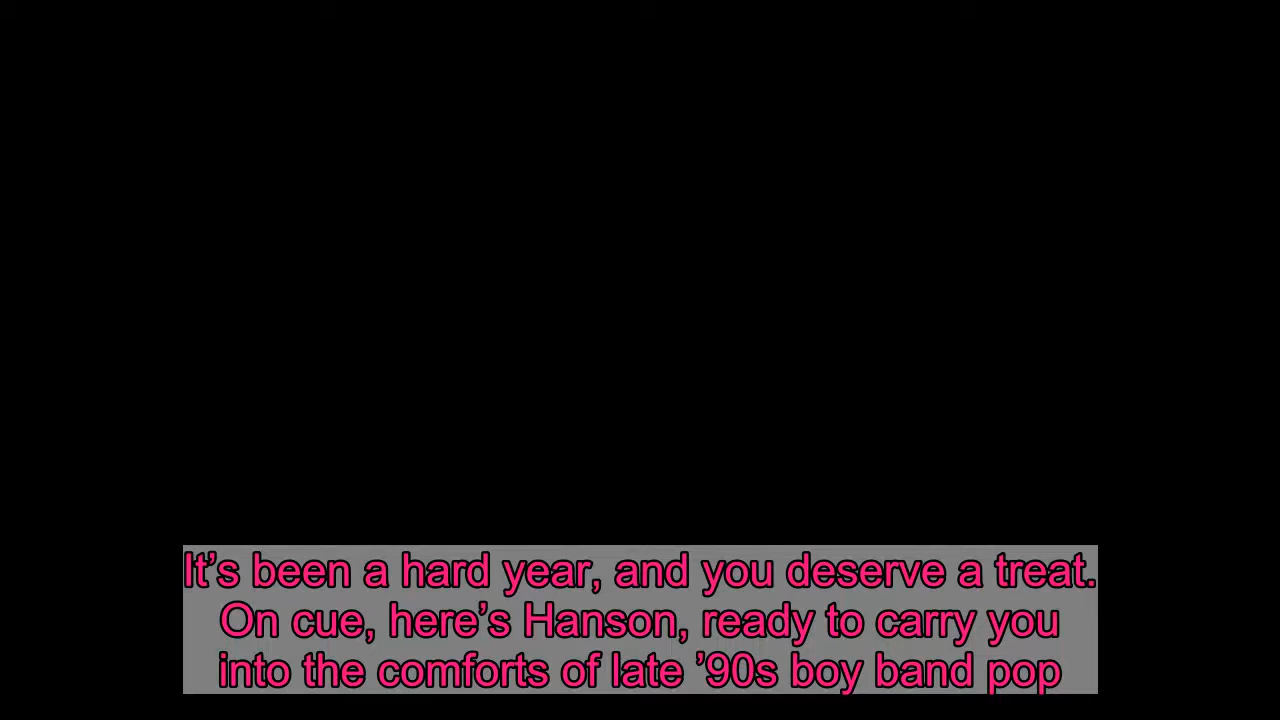 It’s been a hard year, and you deserve a treat.
On cue, here’s Hanson, ready to carry you
into the comforts of late ’90s boy band pop